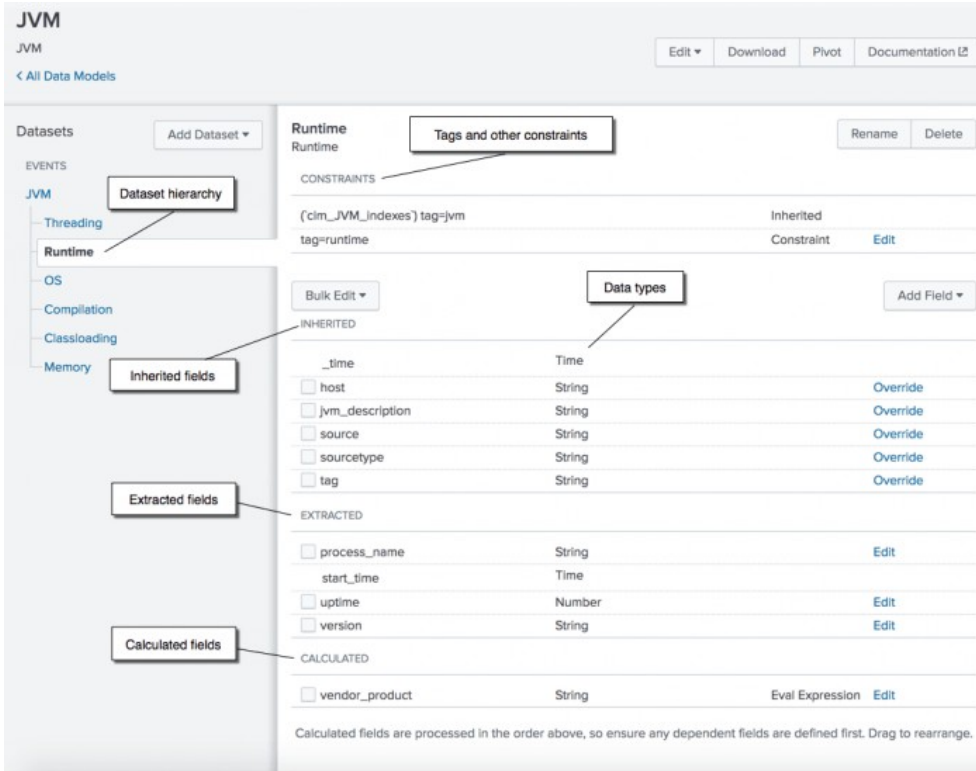 JVM
JVM
< All Data Models
Edit Download Pivot Documentation
Datasets
Add Dataset
EVENTS
JVM
Threading
Runtime
OS
Compilation
Classloading
Memory
Dataset hierarchy
Inherited fields
Extracted fields
Calculated fields
Runtime
Runtime
Tags and other constraints
Rename Delete
CONSTRAINTS
(`cim_JVM_indexes`) tag=jvm Inherited
tag=runtime Constraint Edit
Bulk Edit
Data types
Add Field
INHERITED
_time Time
host String Override
jvm_description String Override
source String Override
sourcetype String Override
tag String Override
EXTRACTED
process_name String Edit
start_time Time
uptime Number Edit
version String Edit
CALCULATED
vendor_product String Eval Expression Edit
Calculated fields are processed in the order above, so ensure any dependent fields are defined first. Drag to rearrange.